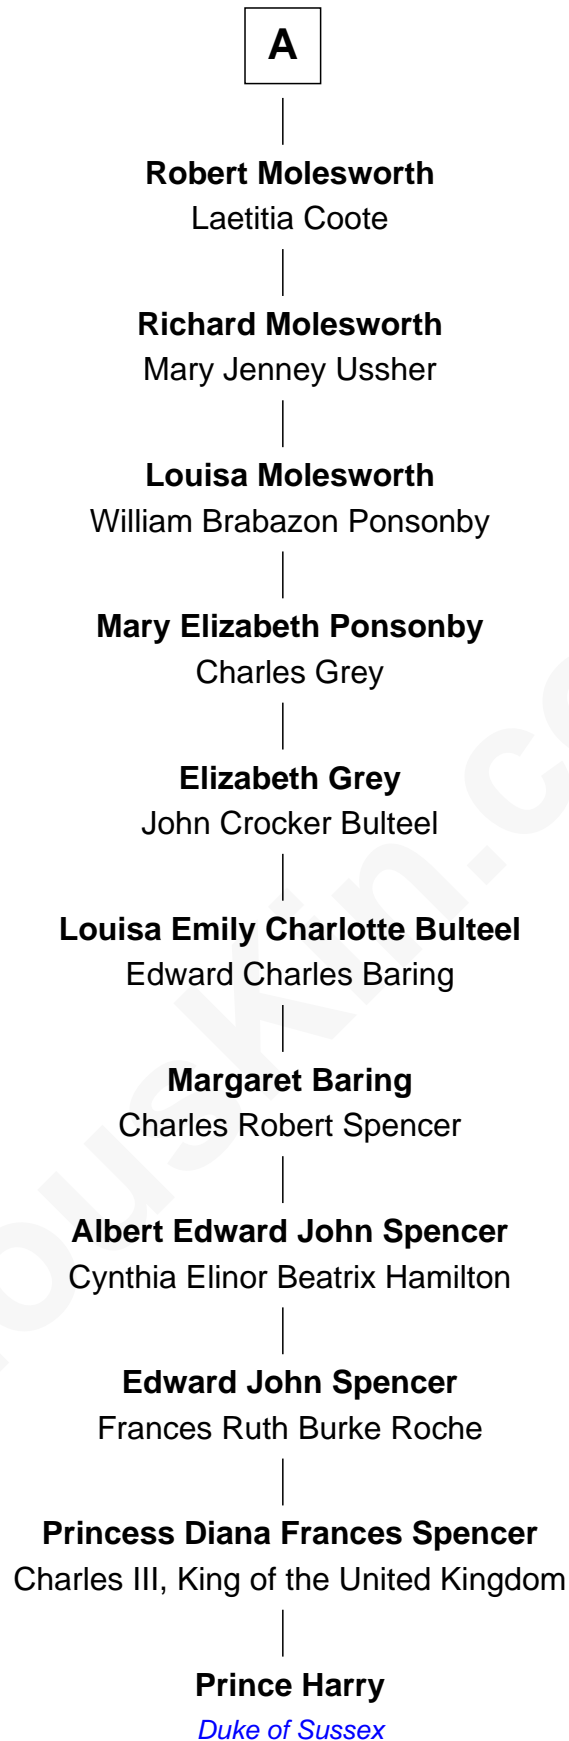 A
Robert Molesworth
Laetitia Coote
Richard Molesworth
Mary Jenney Ussher
Louisa Molesworth
William Brabazon Ponsonby
Mary Elizabeth Ponsonby
Charles Grey
Elizabeth Grey
John Crocker Bulteel
Louisa Emily Charlotte Bulteel
Edward Charles Baring
Margaret Baring
Charles Robert Spencer
Albert Edward John Spencer
Cynthia Elinor Beatrix Hamilton
Edward John Spencer
Frances Ruth Burke Roche
Princess Diana Frances Spencer
Charles III, King of the United Kingdom
Prince Harry
Duke of Sussex